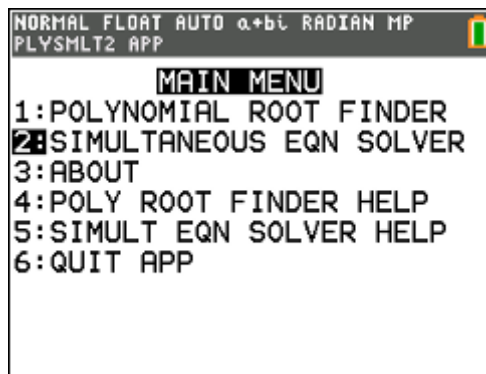 NORMAL FLOAT AUTO a+bi RADIAN MP
PLYSMLT2 APP
MAIN MENU
1:POLYNOMIAL ROOT FINDER
2:SIMULTANEOUS EQN SOLVER
3:ABOUT
4:POLY ROOT FINDER HELP
5:SIMULT EQN SOLVER HELP
6:QUIT APP